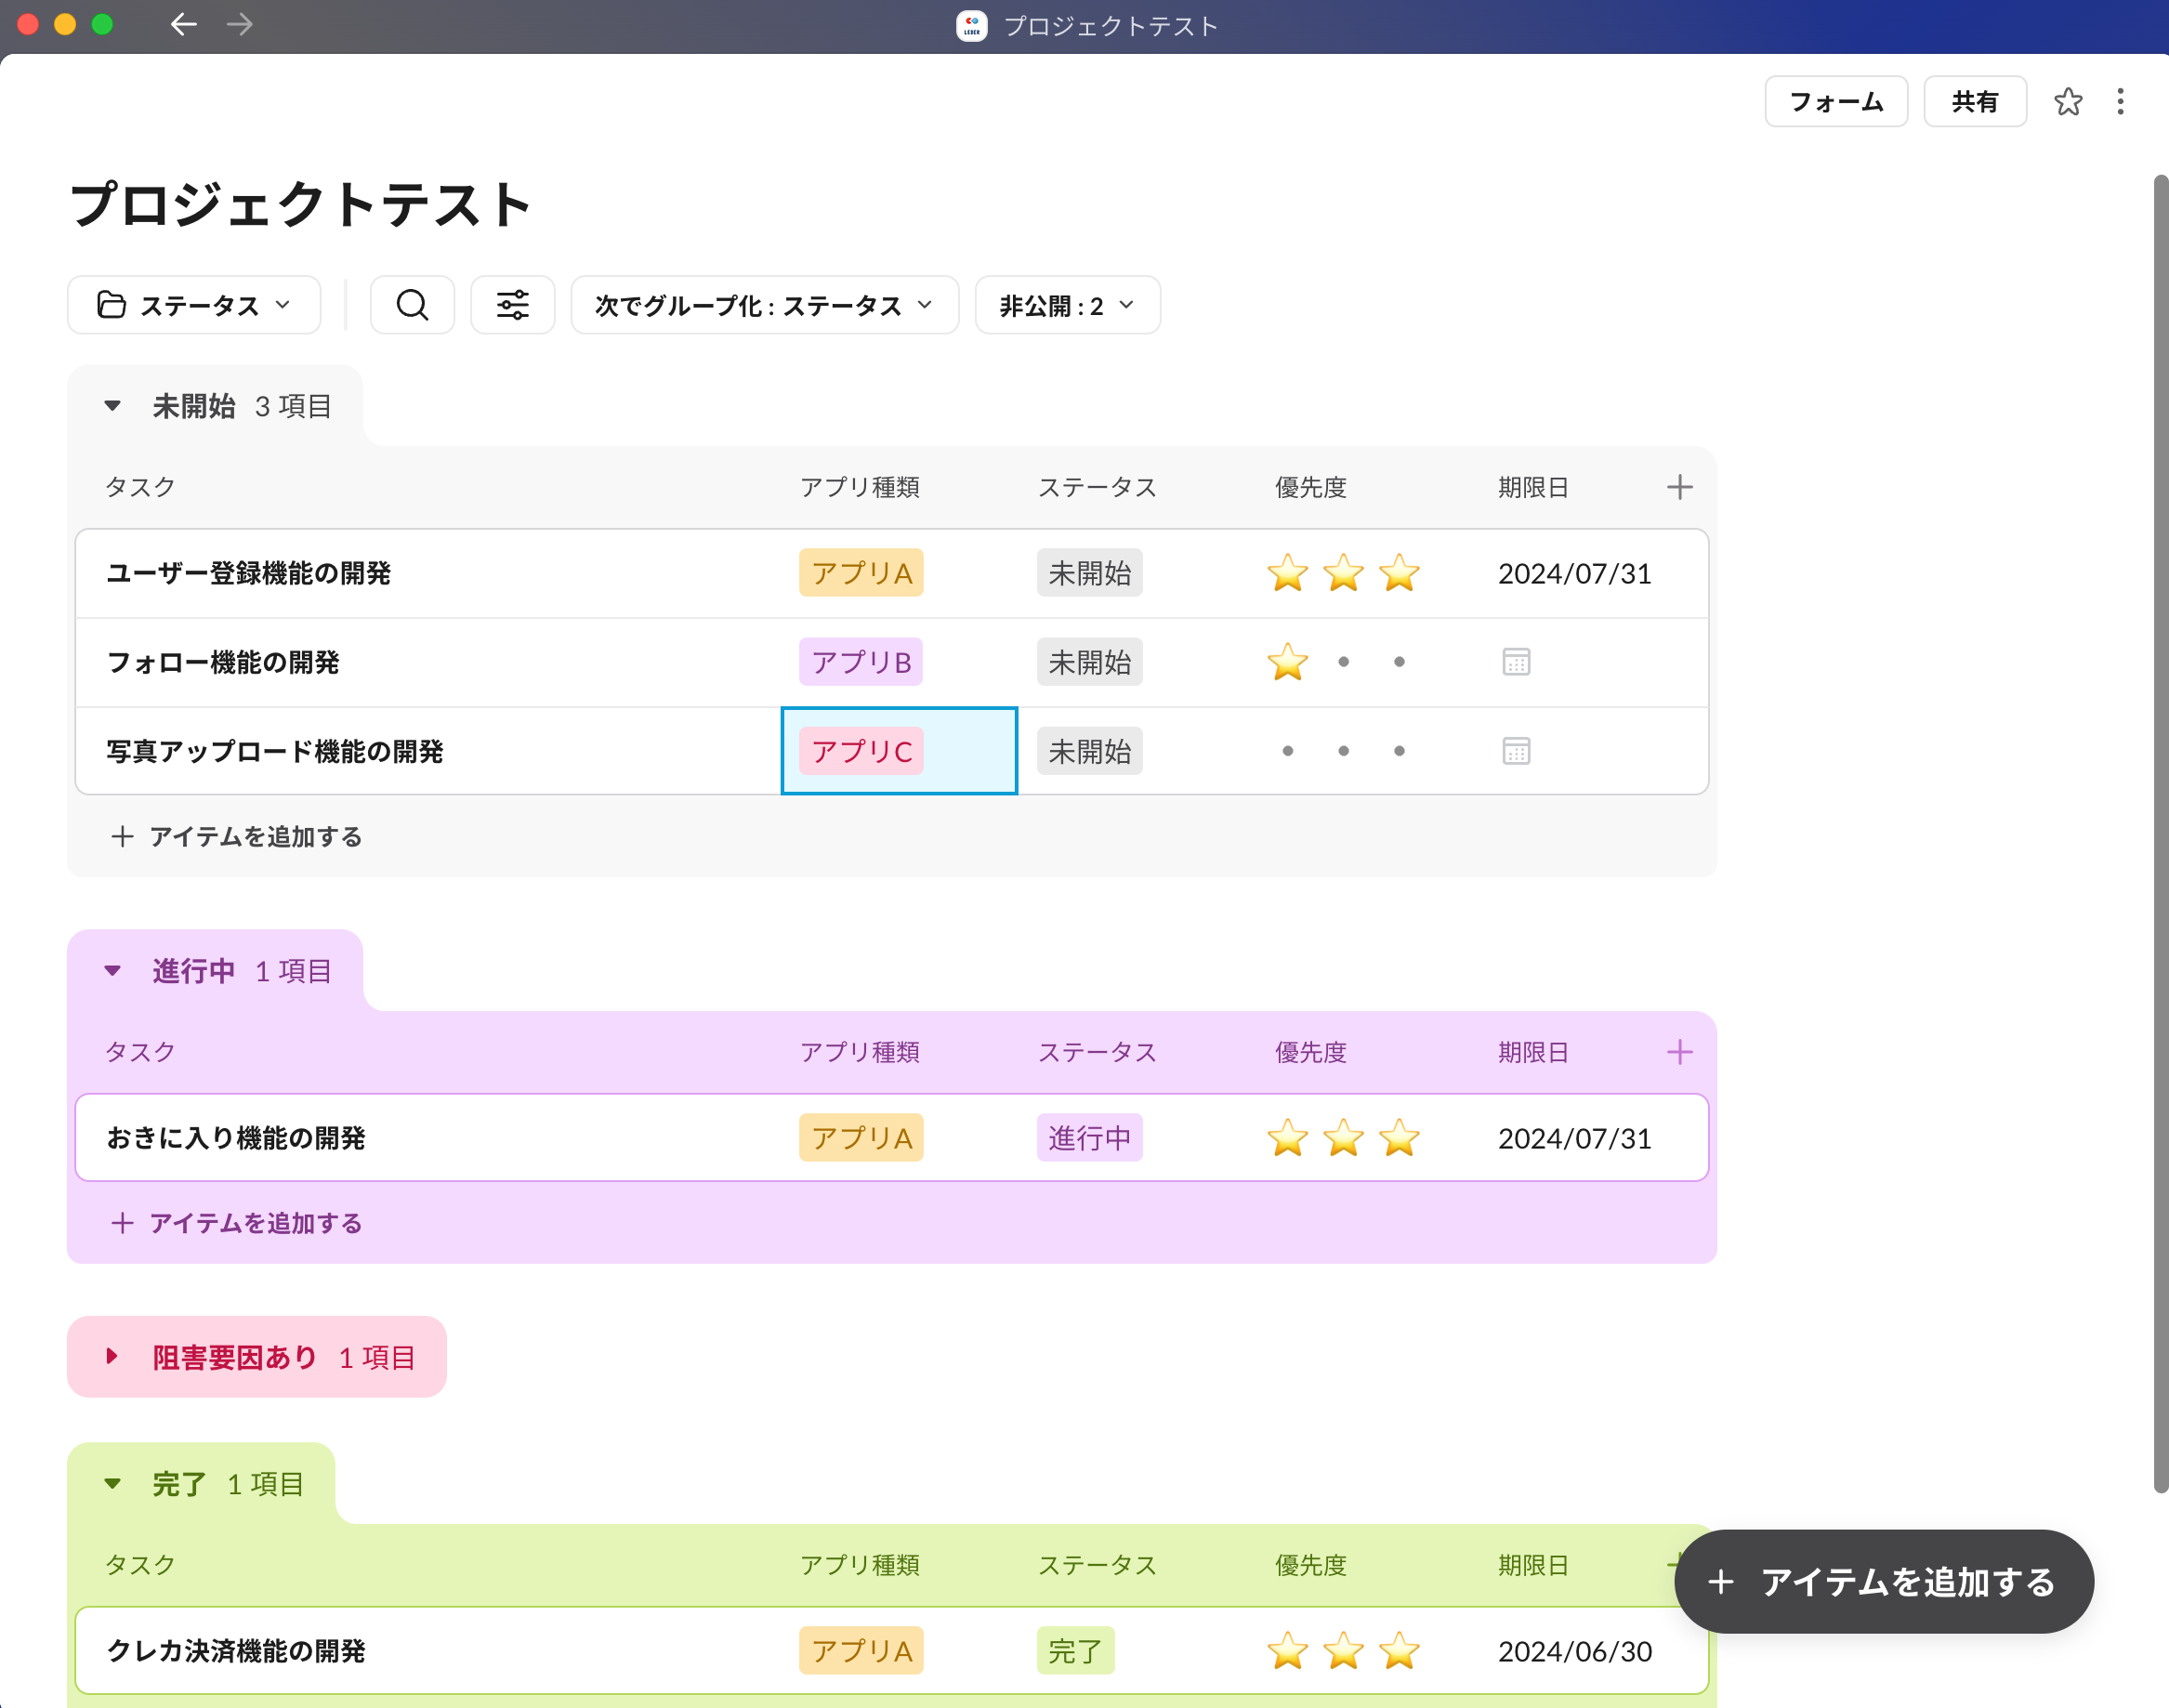 LEBER プロジェクトテスト
フォーム 共有
プロジェクトテスト
ステータス 次でグループ化 : ステータス 非公開 : 2
未開始 3 項目
タスク アプリ種類 ステータス 優先度 期限日
ユーザー登録機能の開発 アプリA 未開始 2024/07/31
フォロー機能の開発 アプリB 未開始
写真アップロード機能の開発 アプリC 未開始
+ アイテムを追加する
進行中 1 項目
タスク アプリ種類 ステータス 優先度 期限日
おきに入り機能の開発 アプリA 進行中 2024/07/31
+ アイテムを追加する
阻害要因あり 1 項目
完了 1 項目
タスク アプリ種類 ステータス 優先度 期限日
+ アイテムを追加する
クレカ決済機能の開発 アプリA 完了 2024/06/30